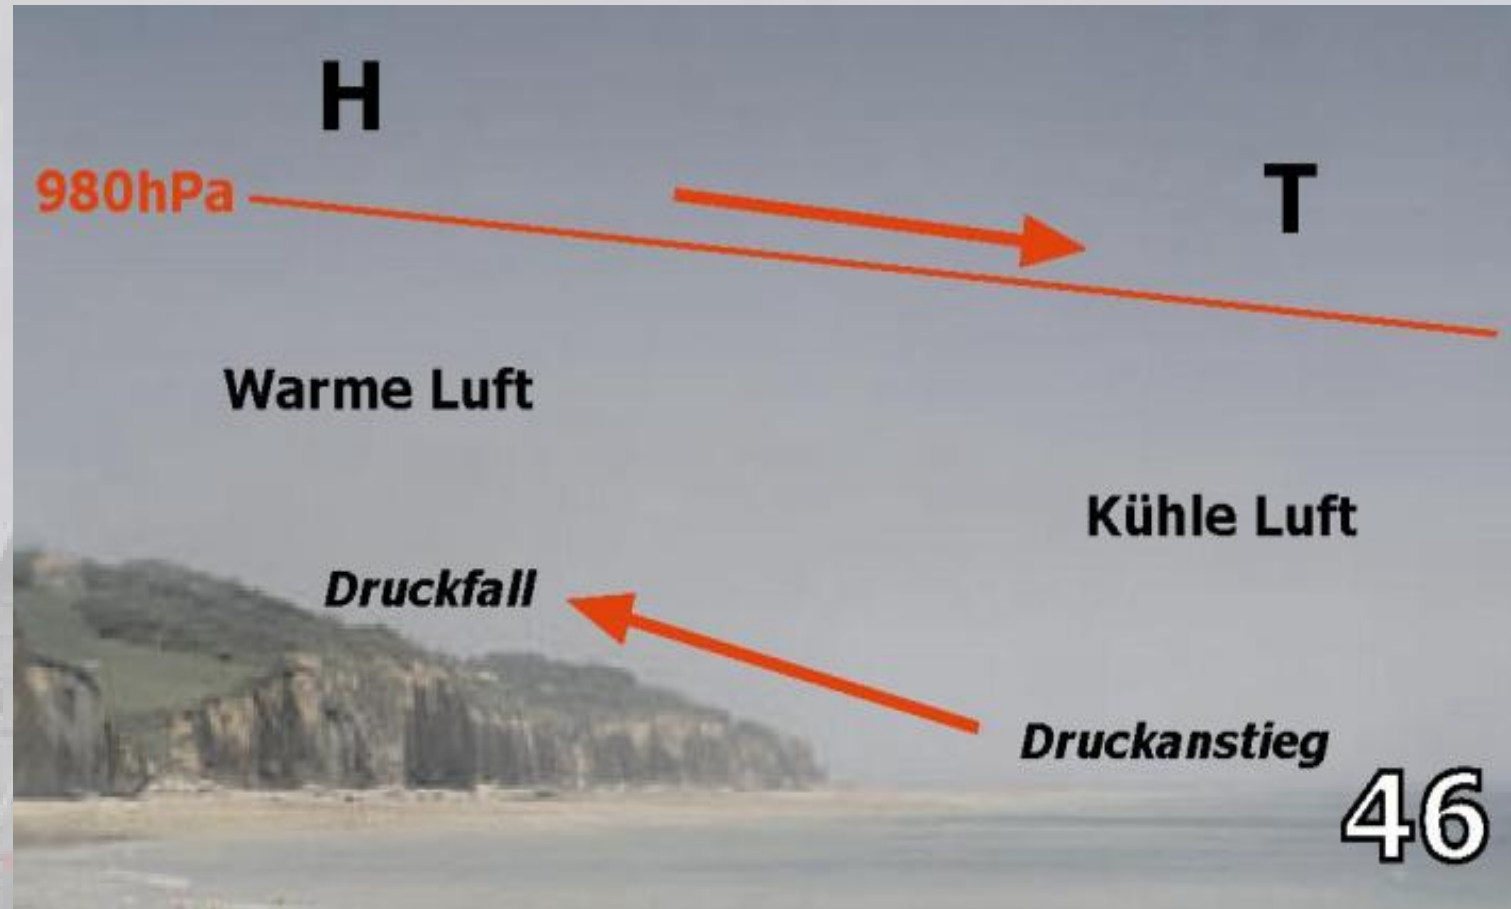 H
T
980hPa
Warme Luft
Kühle Luft
Druckfall
Druckanstieg
46